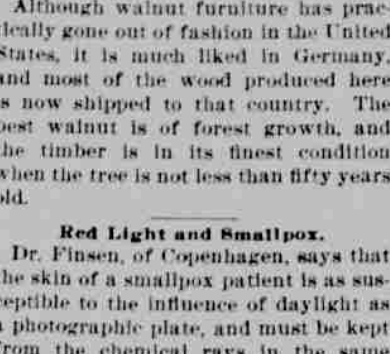 Although walnut furniture has prac-
tically gone out of fashion in the United
States, it is much liked in Germany,
and most of the wood produced here
is now shipped to that country. The
best walnut is of forest growth, and
the timber is in its finest condition
when the tree is not less than fifty years
old.
Red Light and Smallpox.
Dr. Finsen, of Copenhagen, says that
the skin of a smallpox patient is as sus-
ceptible to the influence of daylight as
a photographic plate, and must be kept
from the chemical rays in the same